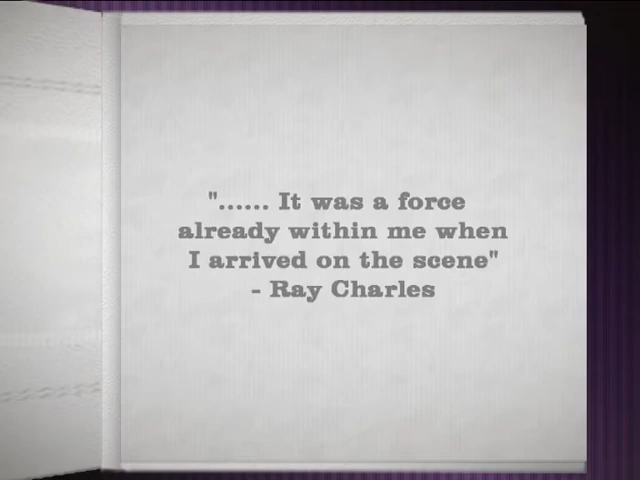 "...... It was a force
already within me when
I arrived on the scene"
- Ray Charles